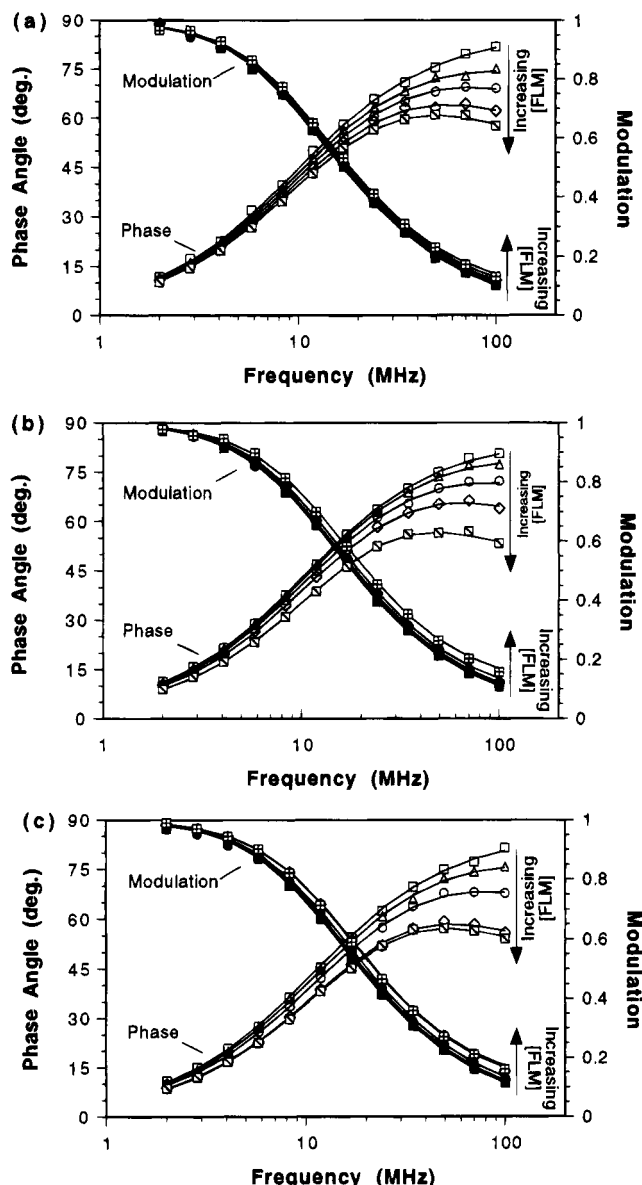 (a)
90
75
60
45
30
15
0
Phase Angle (deg.)
Modulation
Phase
Increasing
[FLM]
Increasing
[FLM]
1
0.8
0.6
0.4
0.2
0
Modulation
1
10
100
Frequency (MHz)
(b)
90
75
60
45
30
15
0
Phase Angle (deg.)
Modulation
Phase
Increasing
[FLM]
Increasing
[FLM]
1
0.8
0.6
0.4
0.2
0
Modulation
1
10
100
Frequency (MHz)
(c)
90
75
60
45
30
15
0
Phase Angle (deg.)
Modulation
Phase
Increasing
[FLM]
Increasing
[FLM]
1
0.8
0.6
0.4
0.2
0
Modulation
1
10
100
Frequency (MHz)